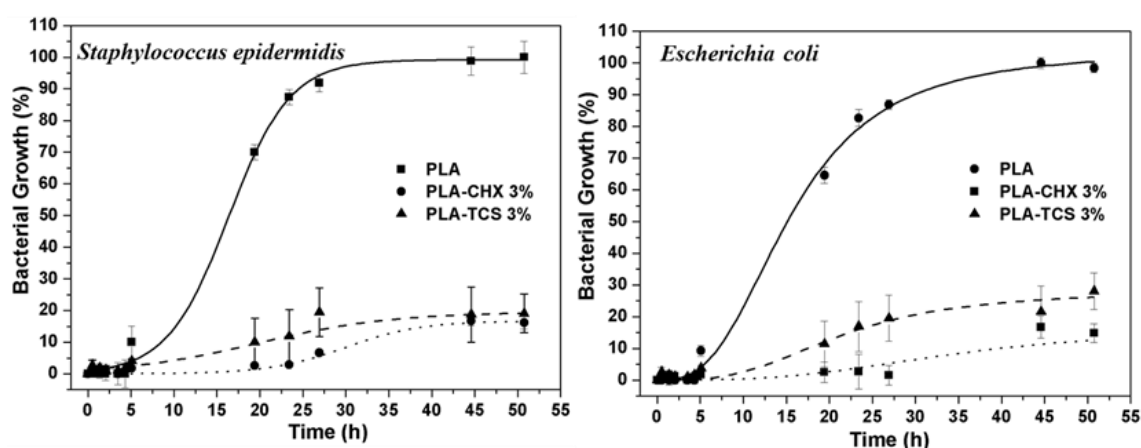 Staphylococcus epidermidis
Bacterial Growth (%)
110
100
90
80
70
60
50
40
30
20
10
0
PLA
PLA-CHX 3%
PLA-TCS 3%
0 5 10 15 20 25 30 35 40 45 50 55
Time (h)
Escherichia coli
Bacterial Growth (%)
110
100
90
80
70
60
50
40
30
20
10
0
PLA
PLA-CHX 3%
PLA-TCS 3%
0 5 10 15 20 25 30 35 40 45 50 55
Time (h)